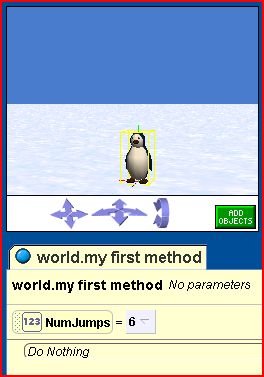 ADD
OBJECTS
world.my first method
world.my first method No parameters
123 NumJumps = 6
Do Nothing